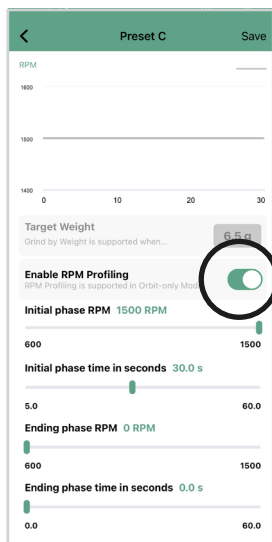 Preset C Save
RPM
1600
1500
1400
0 10 20 30
Target Weight 6.5 g
Grind by Weight is supported when...
Enable RPM Profiling
RPM Profiling is supported in Orbit-only Mod
Initial phase RPM 1500 RPM
600 1500
Initial phase time in seconds 30.0 s
5.0 60.0
Ending phase RPM 0 RPM
600 1500
Ending phase time in seconds 0.0 s
0.0 60.0